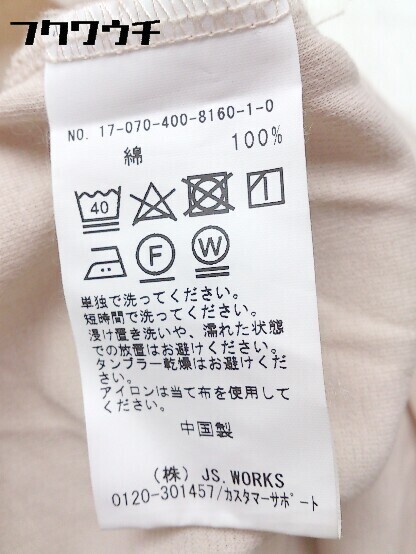 フクワウチ
NO. 17-070-400-8160-1-0
綿 100%
40
F W
単独で洗ってください。
短時間で洗ってください。
浸け置き洗いや、濡れた状態
での放置はお避けください。
タンブラー乾燥はお避けくだ
さい。
アイロンは当て布を使用して
ください。
中国製
(株) JS.WORKS
0120-301457/カスタマーサポート